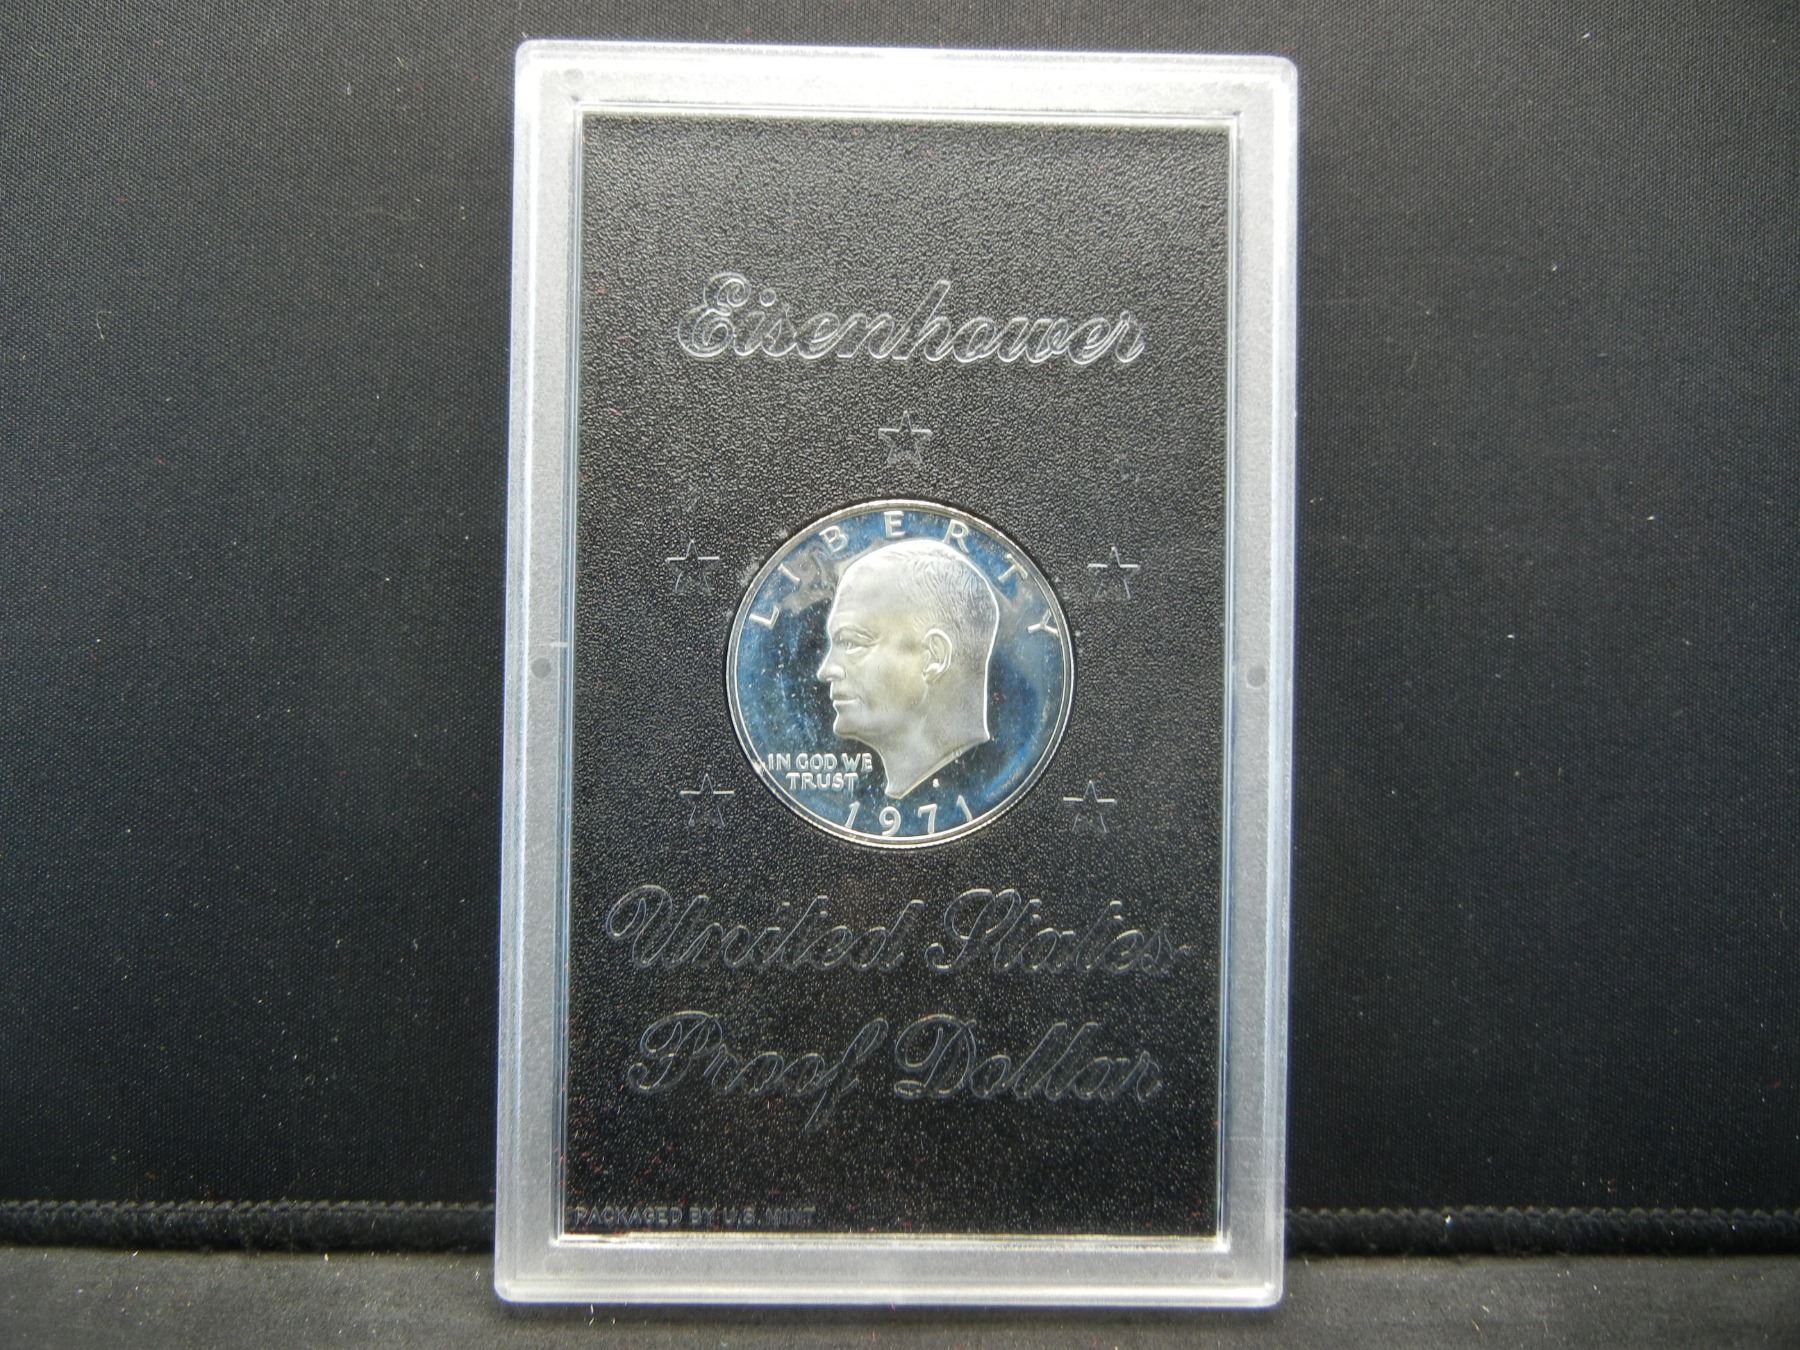 Eisenhower
LIBERTY
IN GOD WE
TRUST
S
1971
United States
Proof Dollar
PACKAGED BY U.S. MINT